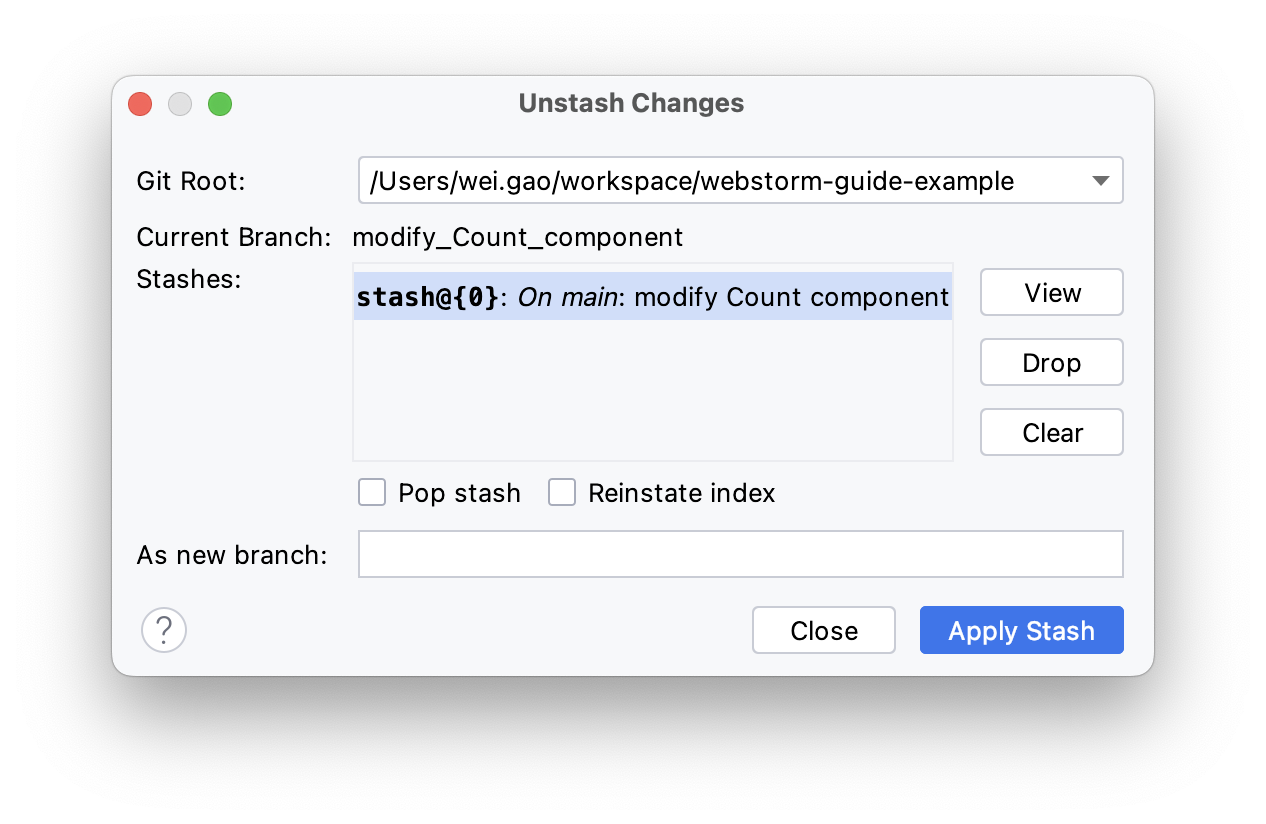 Unstash Changes
Git Root: /Users/wei.gao/workspace/webstorm-guide-example
Current Branch: modify_Count_component
Stashes:
stash@{0}: On main: modify Count component
View
Drop
Clear
Pop stash Reinstate index
As new branch:
? Close Apply Stash